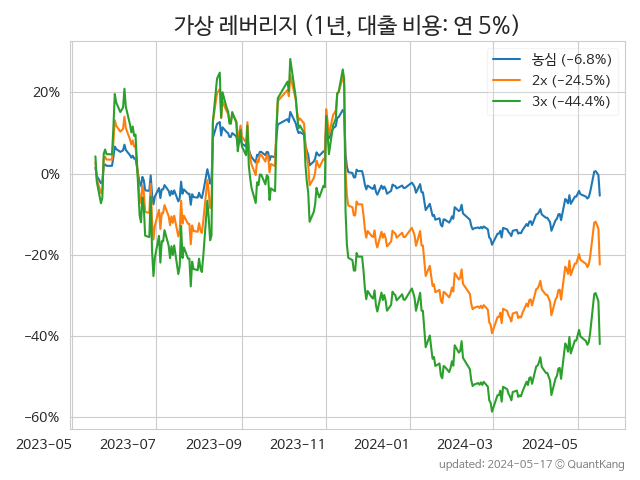 가상 레버리지 (1년, 대출 비용: 연 5%)
농심 (−6.8%)
2x (−24.5%)
3x (−44.4%)
20%
0%
−20%
−40%
−60%
2023−05 2023−07 2023−09 2023−11 2024−01 2024−03 2024−05
updated: 2024−05−17 © QuantKang